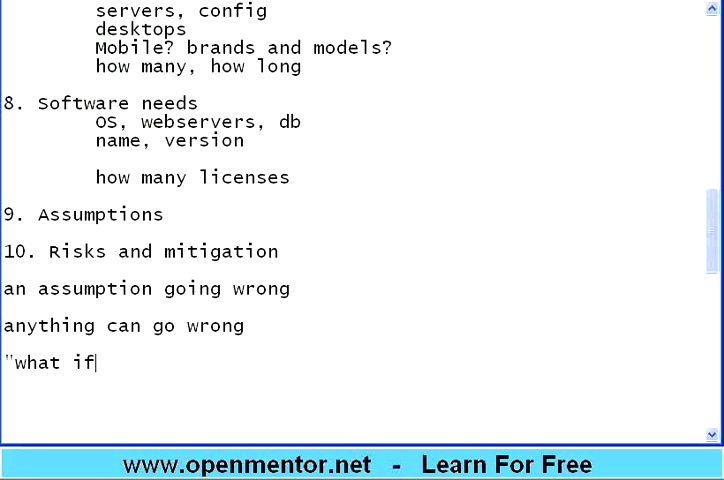 servers, config
desktops
Mobile? brands and models?
how many, how long
8. Software needs
OS, webservers, db
name, version
how many licenses
9. Assumptions
10. Risks and mitigation
an assumption going wrong
anything can go wrong
"what if
www.openmentor.net - Learn For Free